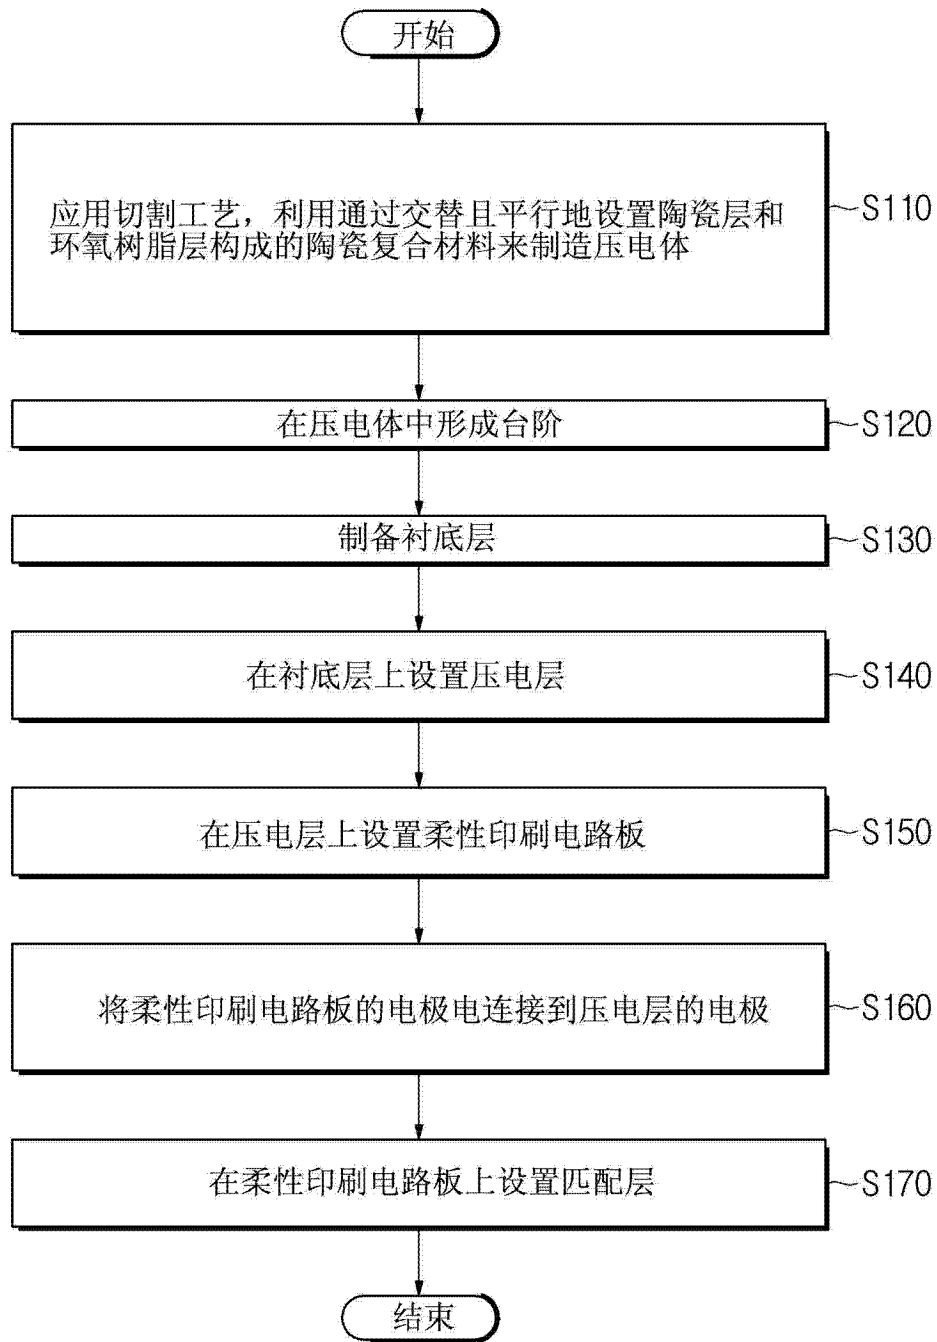 开始
应用切割工艺,利用通过交替且平行地设置陶瓷层和
环氧树脂层构成的陶瓷复合材料来制造压电体
S110
在压电体中形成台阶
S120
制备衬底层
S130
在衬底层上设置压电层
S140
在压电层上设置柔性印刷电路板
S150
将柔性印刷电路板的电极电连接到压电层的电极
S160
在柔性印刷电路板上设置匹配层
S170
结束